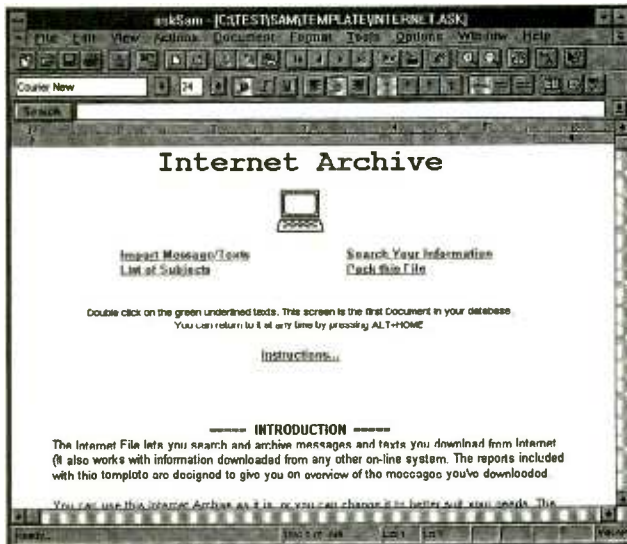 askSam - [C:\TEST\SAM\TEMPLATE\INTERNET.ASK]
File Edit View Actions Document Format Tools Options Window Help
Courier New 24
Search
Internet Archive
Import Message/Texts Search Your Information
List of Subjects Pack this File
Double click on the green underlined texts. This screen is the first Document in your database.
You can return to it at any time by pressing ALT+HOME
Instructions...
----- INTRODUCTION -----
The Internet File lets you search and archive messages and texts you download from Internet
(It also works with information downloaded from any other on-line system. The reports included
with this template are designed to give you an overview of the messages you've downloaded.
You can use this Internet Archive as it is, or you can change it to better suit your needs. The